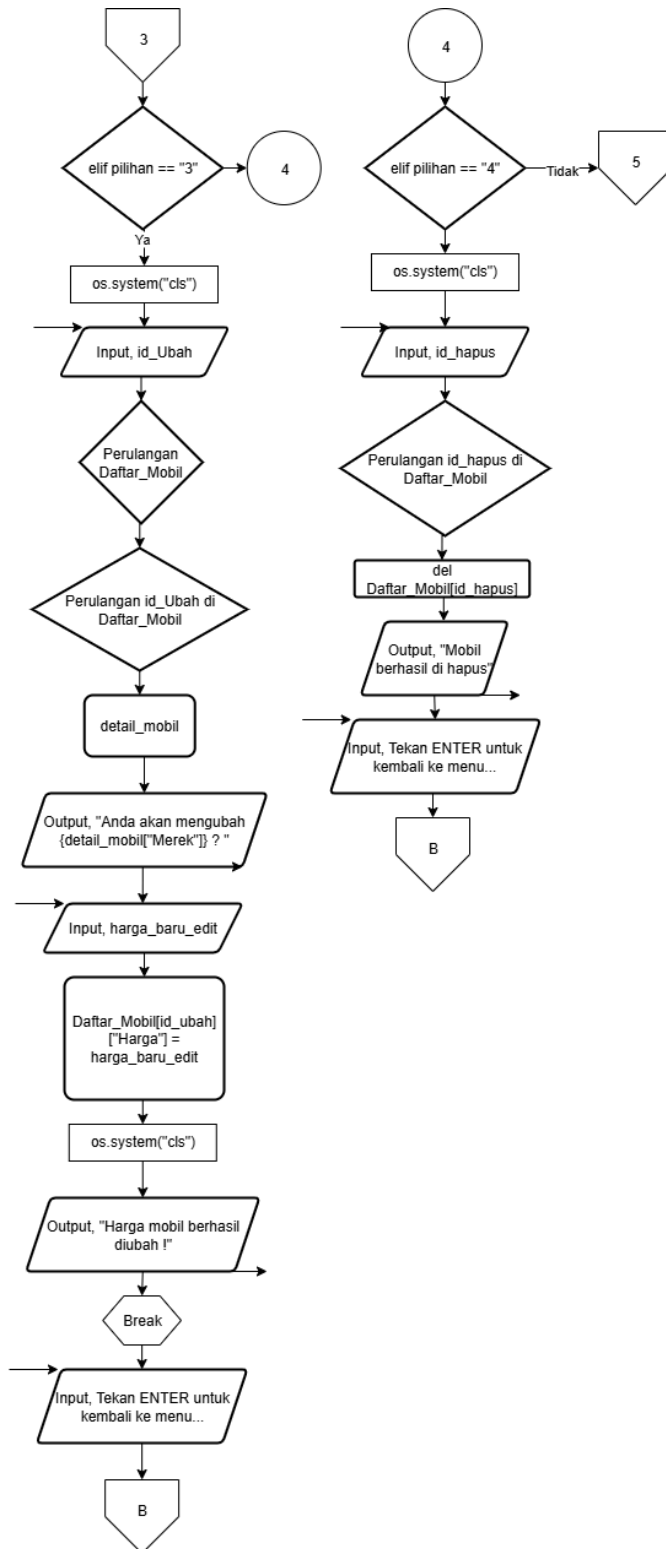 3
elif pilihan == "3"
4
Ya
os.system("cls")
Input, id_Ubah
Perulangan
Daftar_Mobil
Perulangan id_Ubah di
Daftar_Mobil
detail_mobil
Output, "Anda akan mengubah
{detail_mobil["Merek"]} ? "
Input, harga_baru_edit
Daftar_Mobil[id_ubah]
["Harga"] =
harga_baru_edit
os.system("cls")
Output, "Harga mobil berhasil
diubah !"
Break
Input, Tekan ENTER untuk
kembali ke menu...
B
4
elif pilihan == "4"
Tidak
5
os.system("cls")
Input, id_hapus
Perulangan id_hapus di
Daftar_Mobil
del
Daftar_Mobil[id_hapus]
Output, "Mobil
berhasil di hapus"
Input, Tekan ENTER untuk
kembali ke menu...
B